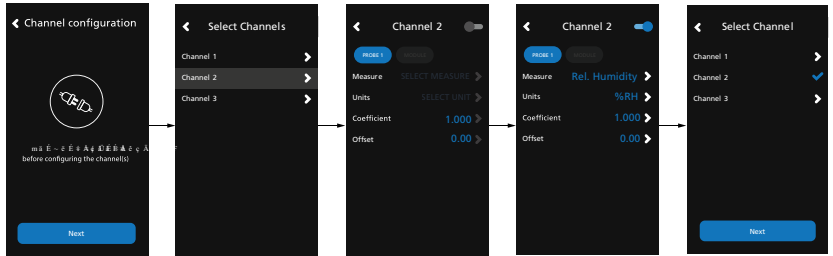 Channel configuration
before configuring the channel(s)
Next
Select Channels
Channel 1
Channel 2
Channel 3
Channel 2
PROBE 1
MODULE
Measure SELECT MEASURE
Units SELECT UNIT
Coefficient 1.000
Offset 0.00
Channel 2
PROBE 1
MODULE
Measure Rel. Humidity
Units %RH
Coefficient 1.000
Offset 0.00
Select Channel
Channel 1
Channel 2
Channel 3
Next